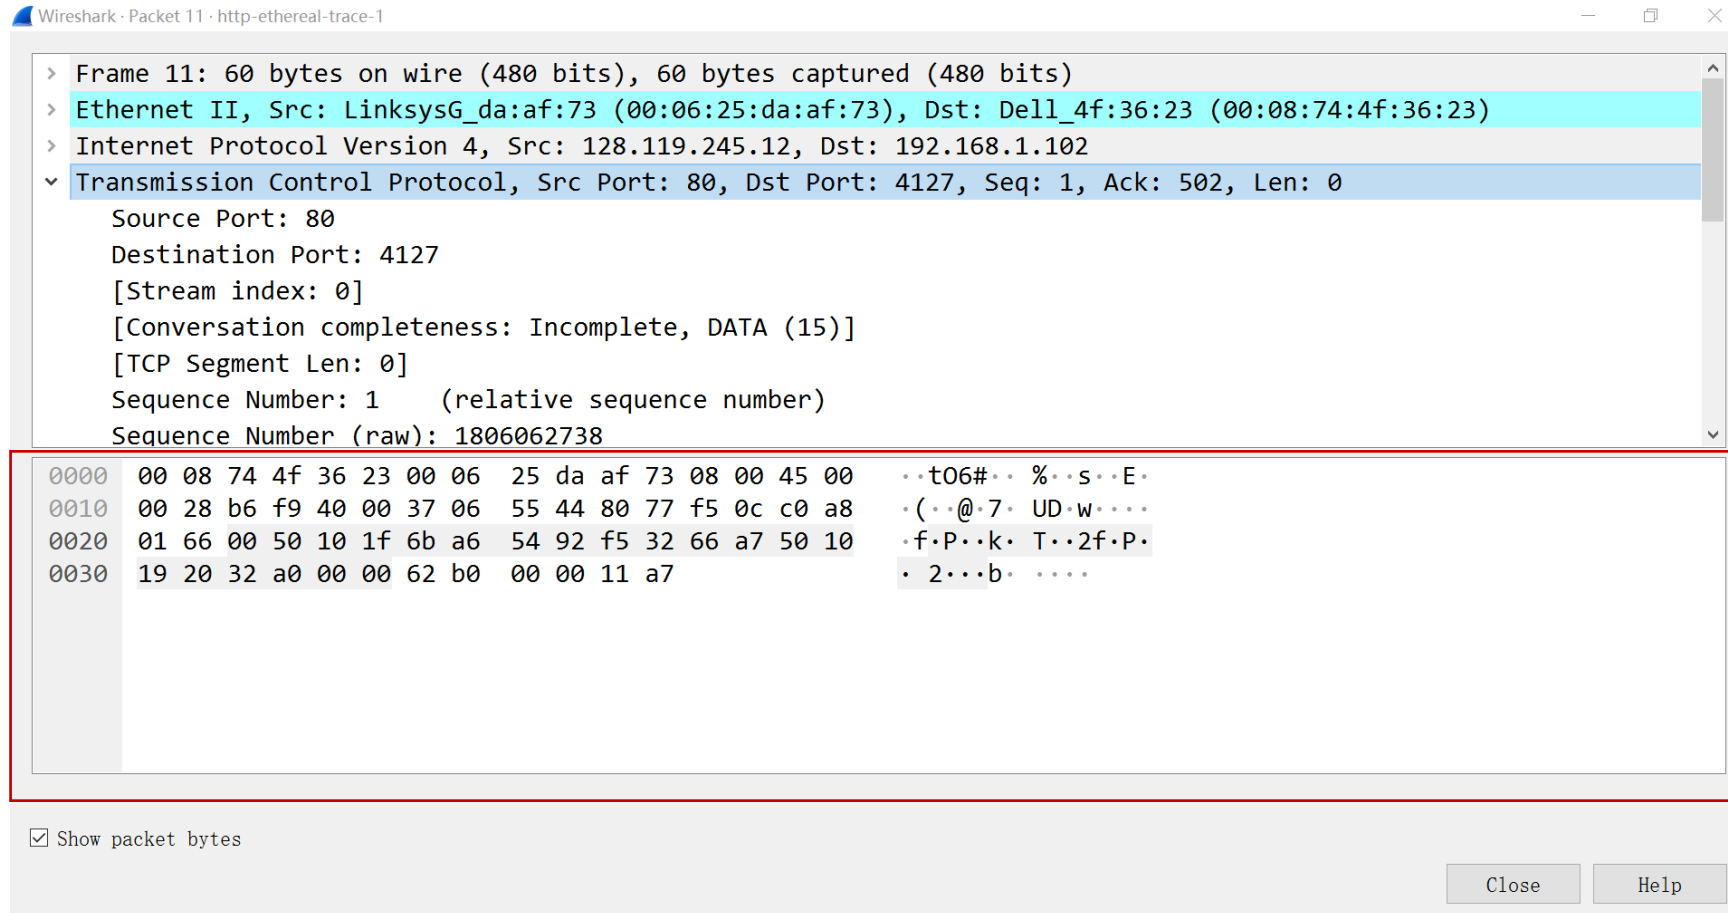 Wireshark · Packet 11 · http-ethereal-trace-1
Frame 11: 60 bytes on wire (480 bits), 60 bytes captured (480 bits)
Ethernet II, Src: LinksysG_da:af:73 (00:06:25:da:af:73), Dst: Dell_4f:36:23 (00:08:74:4f:36:23)
Internet Protocol Version 4, Src: 128.119.245.12, Dst: 192.168.1.102
Transmission Control Protocol, Src Port: 80, Dst Port: 4127, Seq: 1, Ack: 502, Len: 0
Source Port: 80
Destination Port: 4127
[Stream index: 0]
[Conversation completeness: Incomplete, DATA (15)]
[TCP Segment Len: 0]
Sequence Number: 1    (relative sequence number)
Sequence Number (raw): 1806062738
0000  00 08 74 4f 36 23 00 06  25 da af 73 08 00 45 00   ··tO6#·· %··s··E·
0010  00 28 b6 f9 40 00 37 06  55 44 80 77 f5 0c c0 a8   ·(··@·7· UD·w····
0020  01 66 00 50 10 1f 6b a6  54 92 f5 32 66 a7 50 10   ·f·P··k· T··2f·P·
0030  19 20 32 a0 00 00 62 b0  00 00 11 a7   · 2···b· ····
Show packet bytes
Close
Help